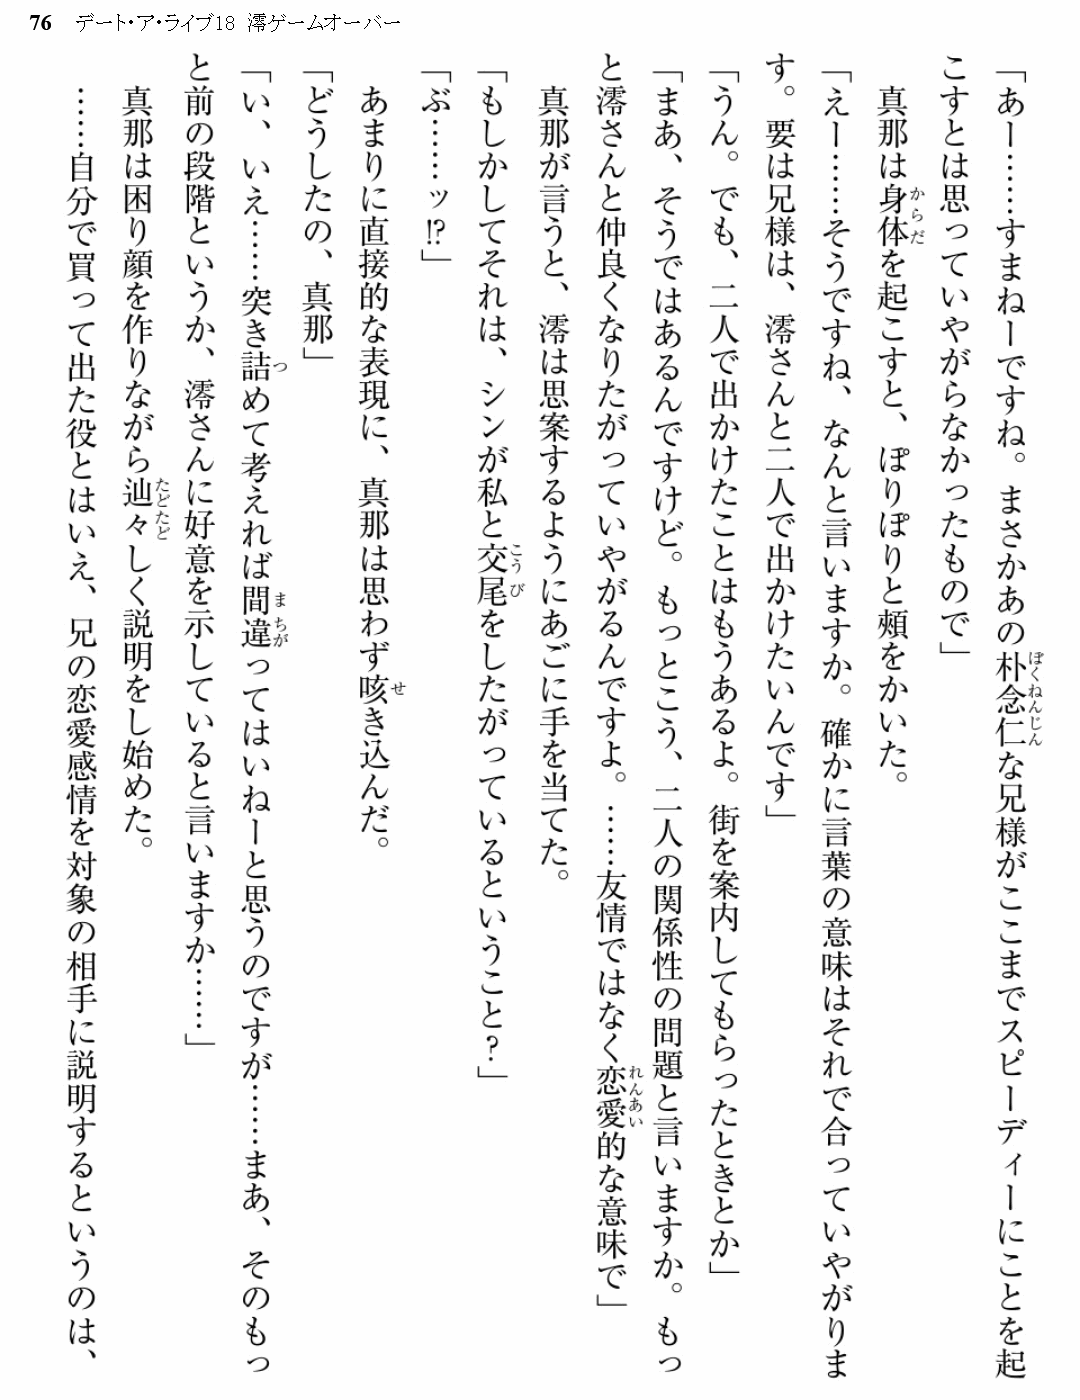 76 デート・ア・ライブ18 澪ゲームオーバー
「あー……すまねーですね。まさかあの朴念仁な兄様がここまでスピーディーにことを起
こすとは思っていやがらなかったもので」
　真那は身体を起こすと、ぽりぽりと頰をかいた。
「えー……そうですね、なんと言いますか。確かに言葉の意味はそれで合っていやがりま
す。要は兄様は、澪さんと二人で出かけたいんです」
「うん。でも、二人で出かけたことはもうあるよ。街を案内してもらったときとか」
「まあ、そうではあるんですけど。もっとこう、二人の関係性の問題と言いますか。もっ
と澪さんと仲良くなりたがっていやがるんですよ。……友情ではなく恋愛的な意味で」
　真那が言うと、澪は思案するようにあごに手を当てた。
「もしかしてそれは、シンが私と交尾をしたがっているということ?」
「ぶ……ッ!?」
　あまりに直接的な表現に、真那は思わず咳き込んだ。
「どうしたの、真那」
「い、いえ……突き詰めて考えれば間違ってはいねーと思うのですが……まあ、そのもっ
と前の段階というか、澪さんに好意を示していると言いますか……」
　真那は困り顔を作りながら辿々しく説明をし始めた。
　……自分で買って出た役とはいえ、兄の恋愛感情を対象の相手に説明するというのは、